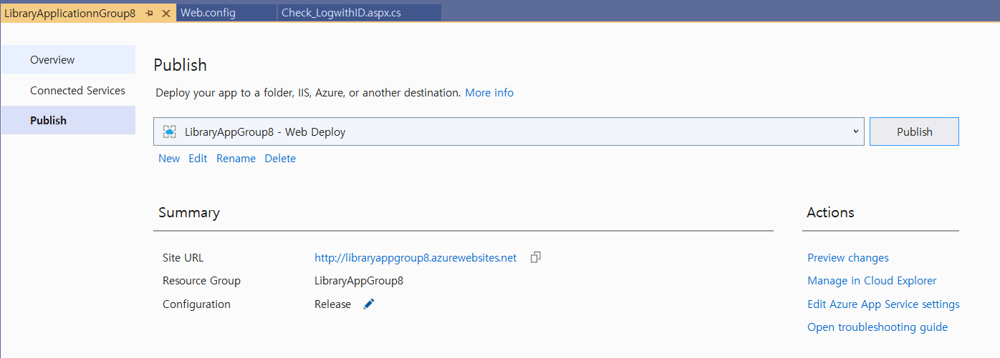 LibraryApplicationnGroup8 Web.config Check_LogwithID.aspx.cs
Overview
Connected Services
Publish
Publish
Deploy your app to a folder, IIS, Azure, or another destination. More info
LibraryAppGroup8 - Web Deploy Publish
New Edit Rename Delete
Summary
Site URL http://libraryappgroup8.azurewebsites.net
Resource Group LibraryAppGroup8
Configuration Release
Actions
Preview changes
Manage in Cloud Explorer
Edit Azure App Service settings
Open troubleshooting guide